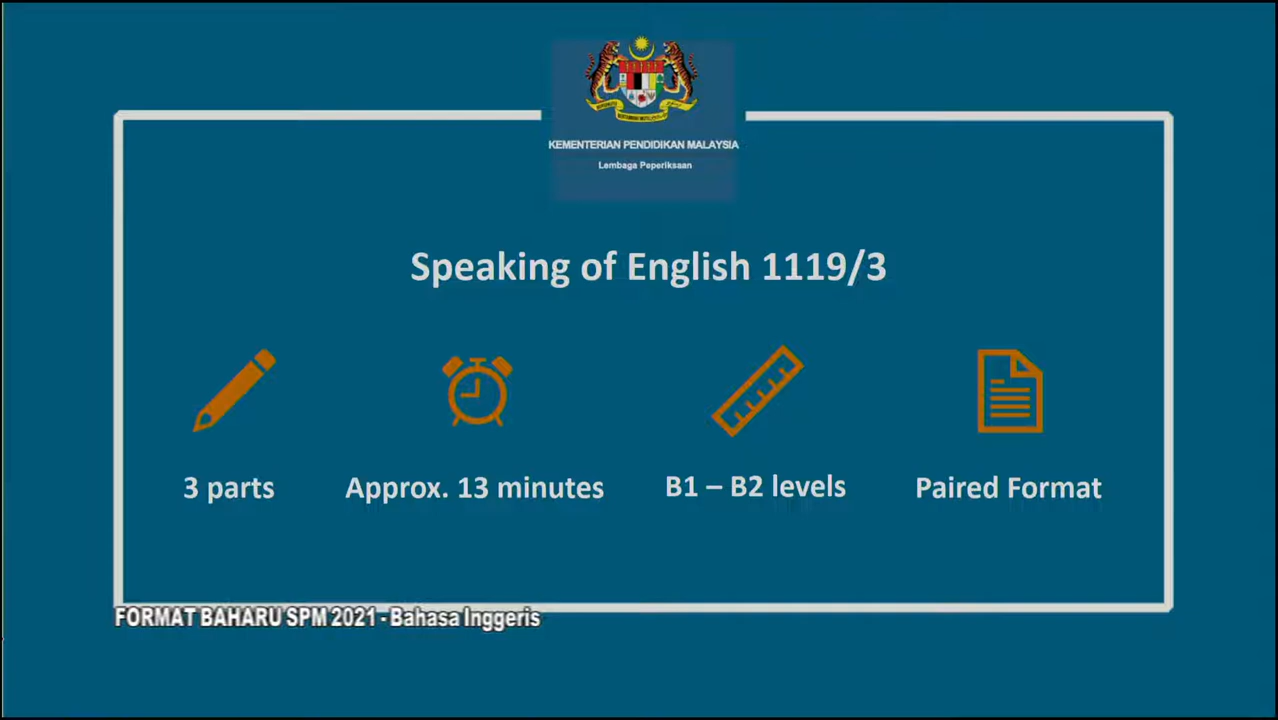 KEMENTERIAN PENDIDIKAN MALAYSIA
Lembaga Peperiksaan
Speaking of English 1119/3
3 parts
Approx. 13 minutes
B1 – B2 levels
Paired Format
FORMAT BAHARU SPM 2021 - Bahasa Inggeris